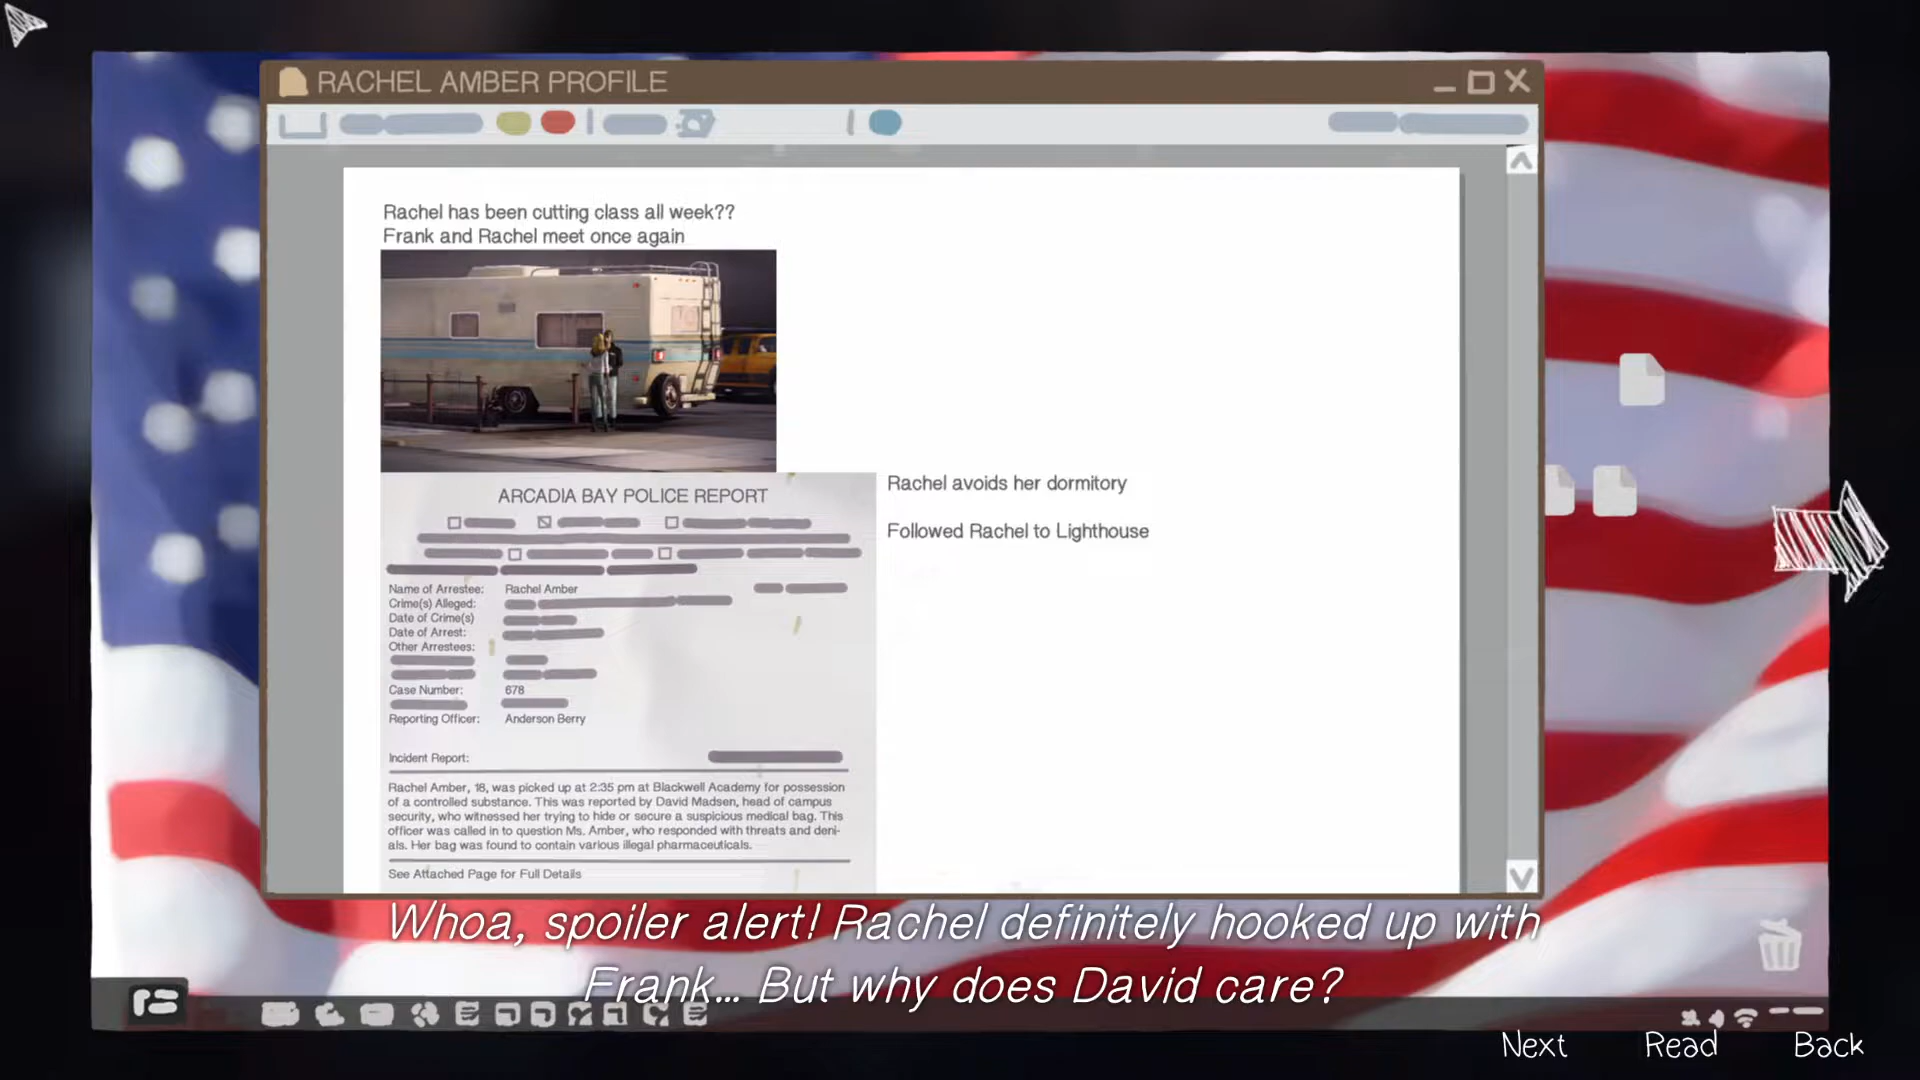 RACHEL AMBER PROFILE
Rachel has been cutting class all week??
Frank and Rachel meet once again
ARCADIA BAY POLICE REPORT
Name of Arrestee: Rachel Amber
Crime(s) Alleged:
Date of Crime(s)
Date of Arrest:
Other Arrestees:
Case Number: 678
Reporting Officer: Anderson Berry
Incident Report:
Rachel Amber, 18, was picked up at 2:35 pm at Blackwell Academy for possession
of a controlled substance. This was reported by David Madsen, head of campus
security, who witnessed her trying to hide or secure a suspicious medical bag. This
officer was called in to question Ms. Amber, who responded with threats and deni-
als. Her bag was found to contain various illegal pharmaceuticals.
See Attached Page for Full Details
Rachel avoids her dormitory
Followed Rachel to Lighthouse
Whoa, spoiler alert! Rachel definitely hooked up with
Frank... But why does David care?
Next Read Back